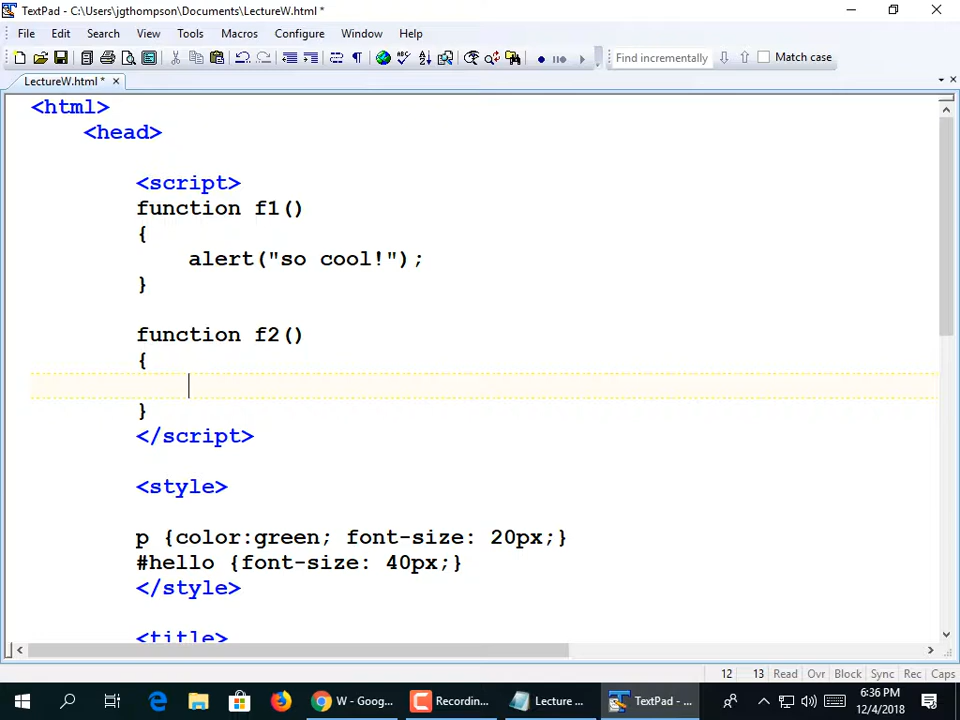 TextPad - C:\Users\jgthompson\Documents\LectureW.html *
File Edit Search View Tools Macros Configure Window Help
Find incrementally Match case
LectureW.html *
<html>
<head>
<script>
function f1()
{
alert("so cool!");
}
function f2()
{
}
</script>
<style>
p {color:green; font-size: 20px;}
#hello {font-size: 40px;}
</style>
<title>
12 13 Read Ovr Block Sync Rec Caps
W - Goog... Recording... Lecture ... TextPad - ...
6:36 PM
12/4/2018